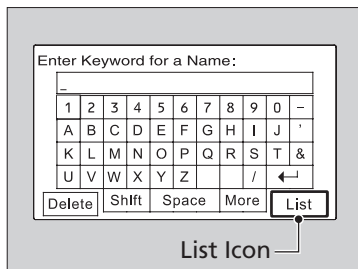 Enter Keyword for a Name:
_
1 2 3 4 5 6 7 8 9 0 –
A B C D E F G H I J ’
K L M N O P Q R S T &
U V W X Y Z / ↵
Delete Shift Space More List
List Icon